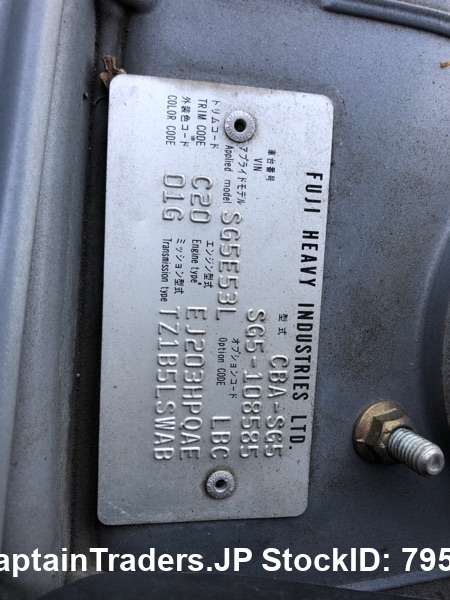 FUJI HEAVY INDUSTRIES LTD.
型式 CBA-SG5
車台番号 VIN SG5-108585
アプライドモデル Applied model SG5E53L オプションコード Option CODE LBC
トリムコード TRIM CODE C20 エンジン型式 Engine type EJ203HPQAE
外装色コード COLOR CODE D1G ミッション型式 Transmission type TZ1B5LSWAB
aptainTraders.JP StockID: 795